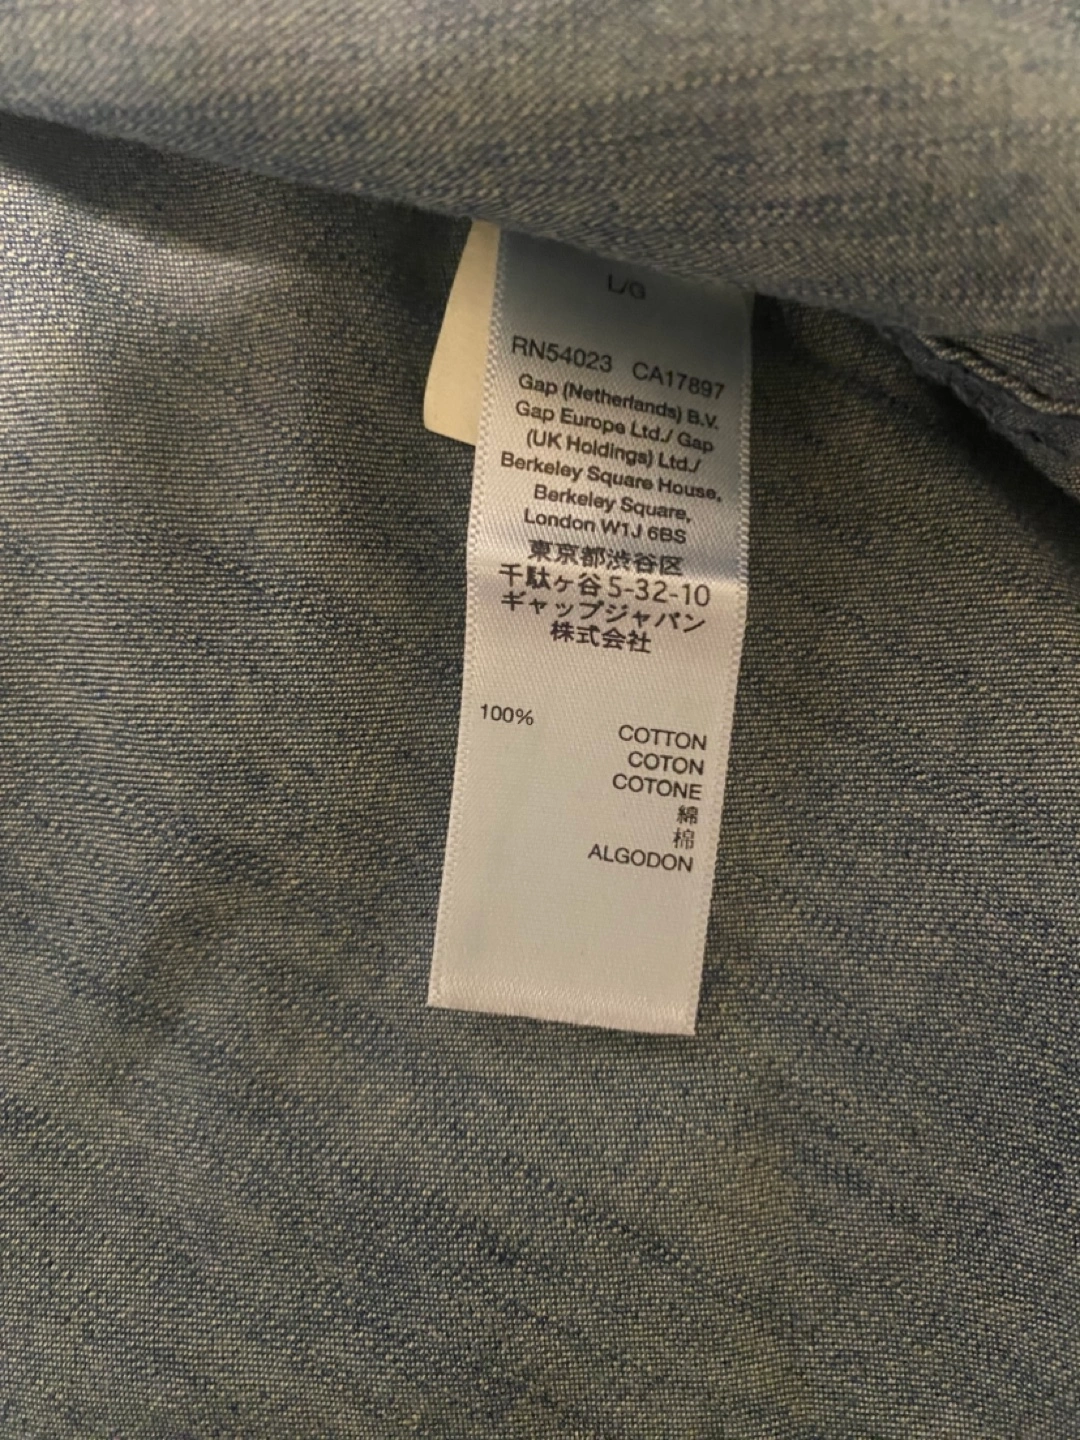 L/G
RN54023 CA17897
Gap (Netherlands) B.V.
Gap Europe Ltd./ Gap
(UK Holdings) Ltd./
Berkeley Square House,
Berkeley Square,
London W1J 6BS
東京都渋谷区
千駄ヶ谷5-32-10
ギャップジャパン
株式会社
100% COTTON
COTON
COTONE
綿
棉
ALGODON